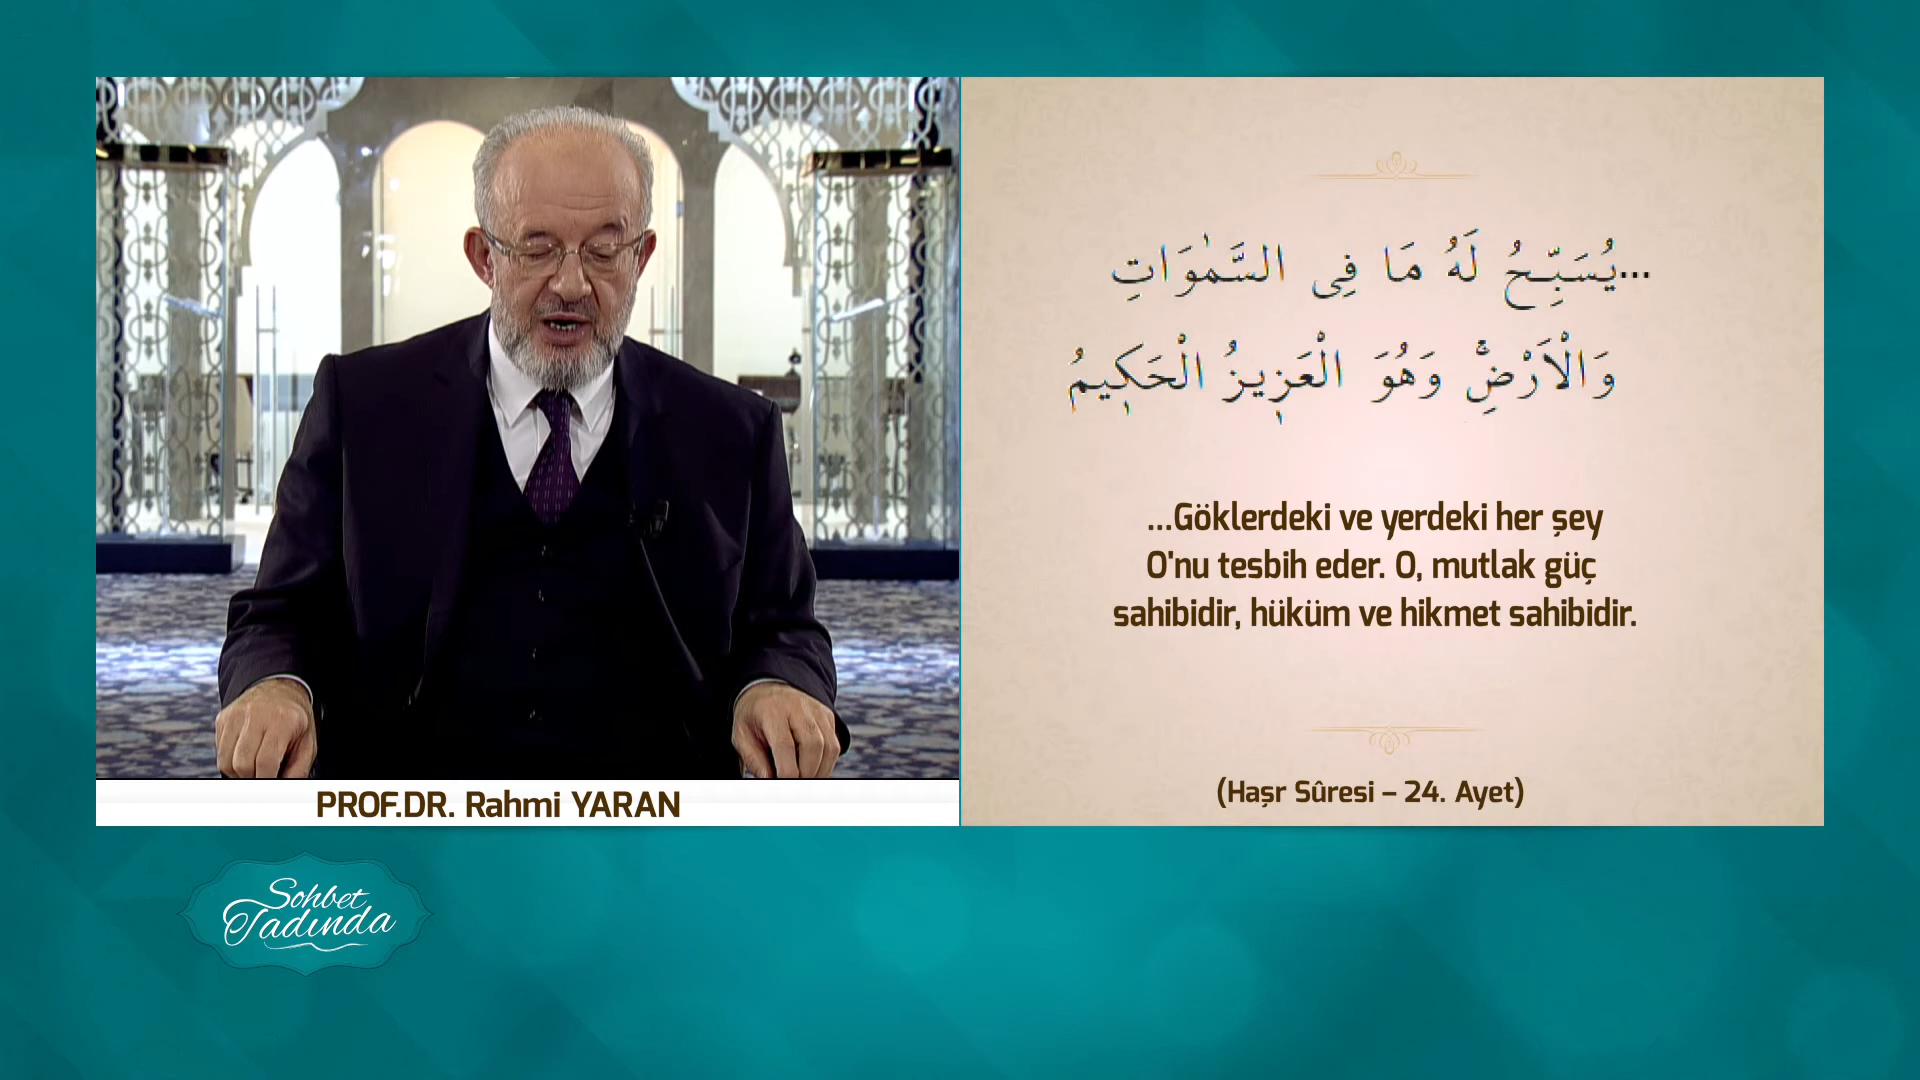 ...يُسَبِّحُ لَهُ مَا فِى السَّمٰوَاتِ
وَالْاَرْضِۚ وَهُوَ الْعَز۪يزُ الْحَك۪يمُ
...Göklerdeki ve yerdeki her şey
O'nu tesbih eder. O, mutlak güç
sahibidir, hüküm ve hikmet sahibidir.
(Haşr Sûresi – 24. Ayet)
PROF.DR. Rahmi YARAN
Sohbet
Tadında